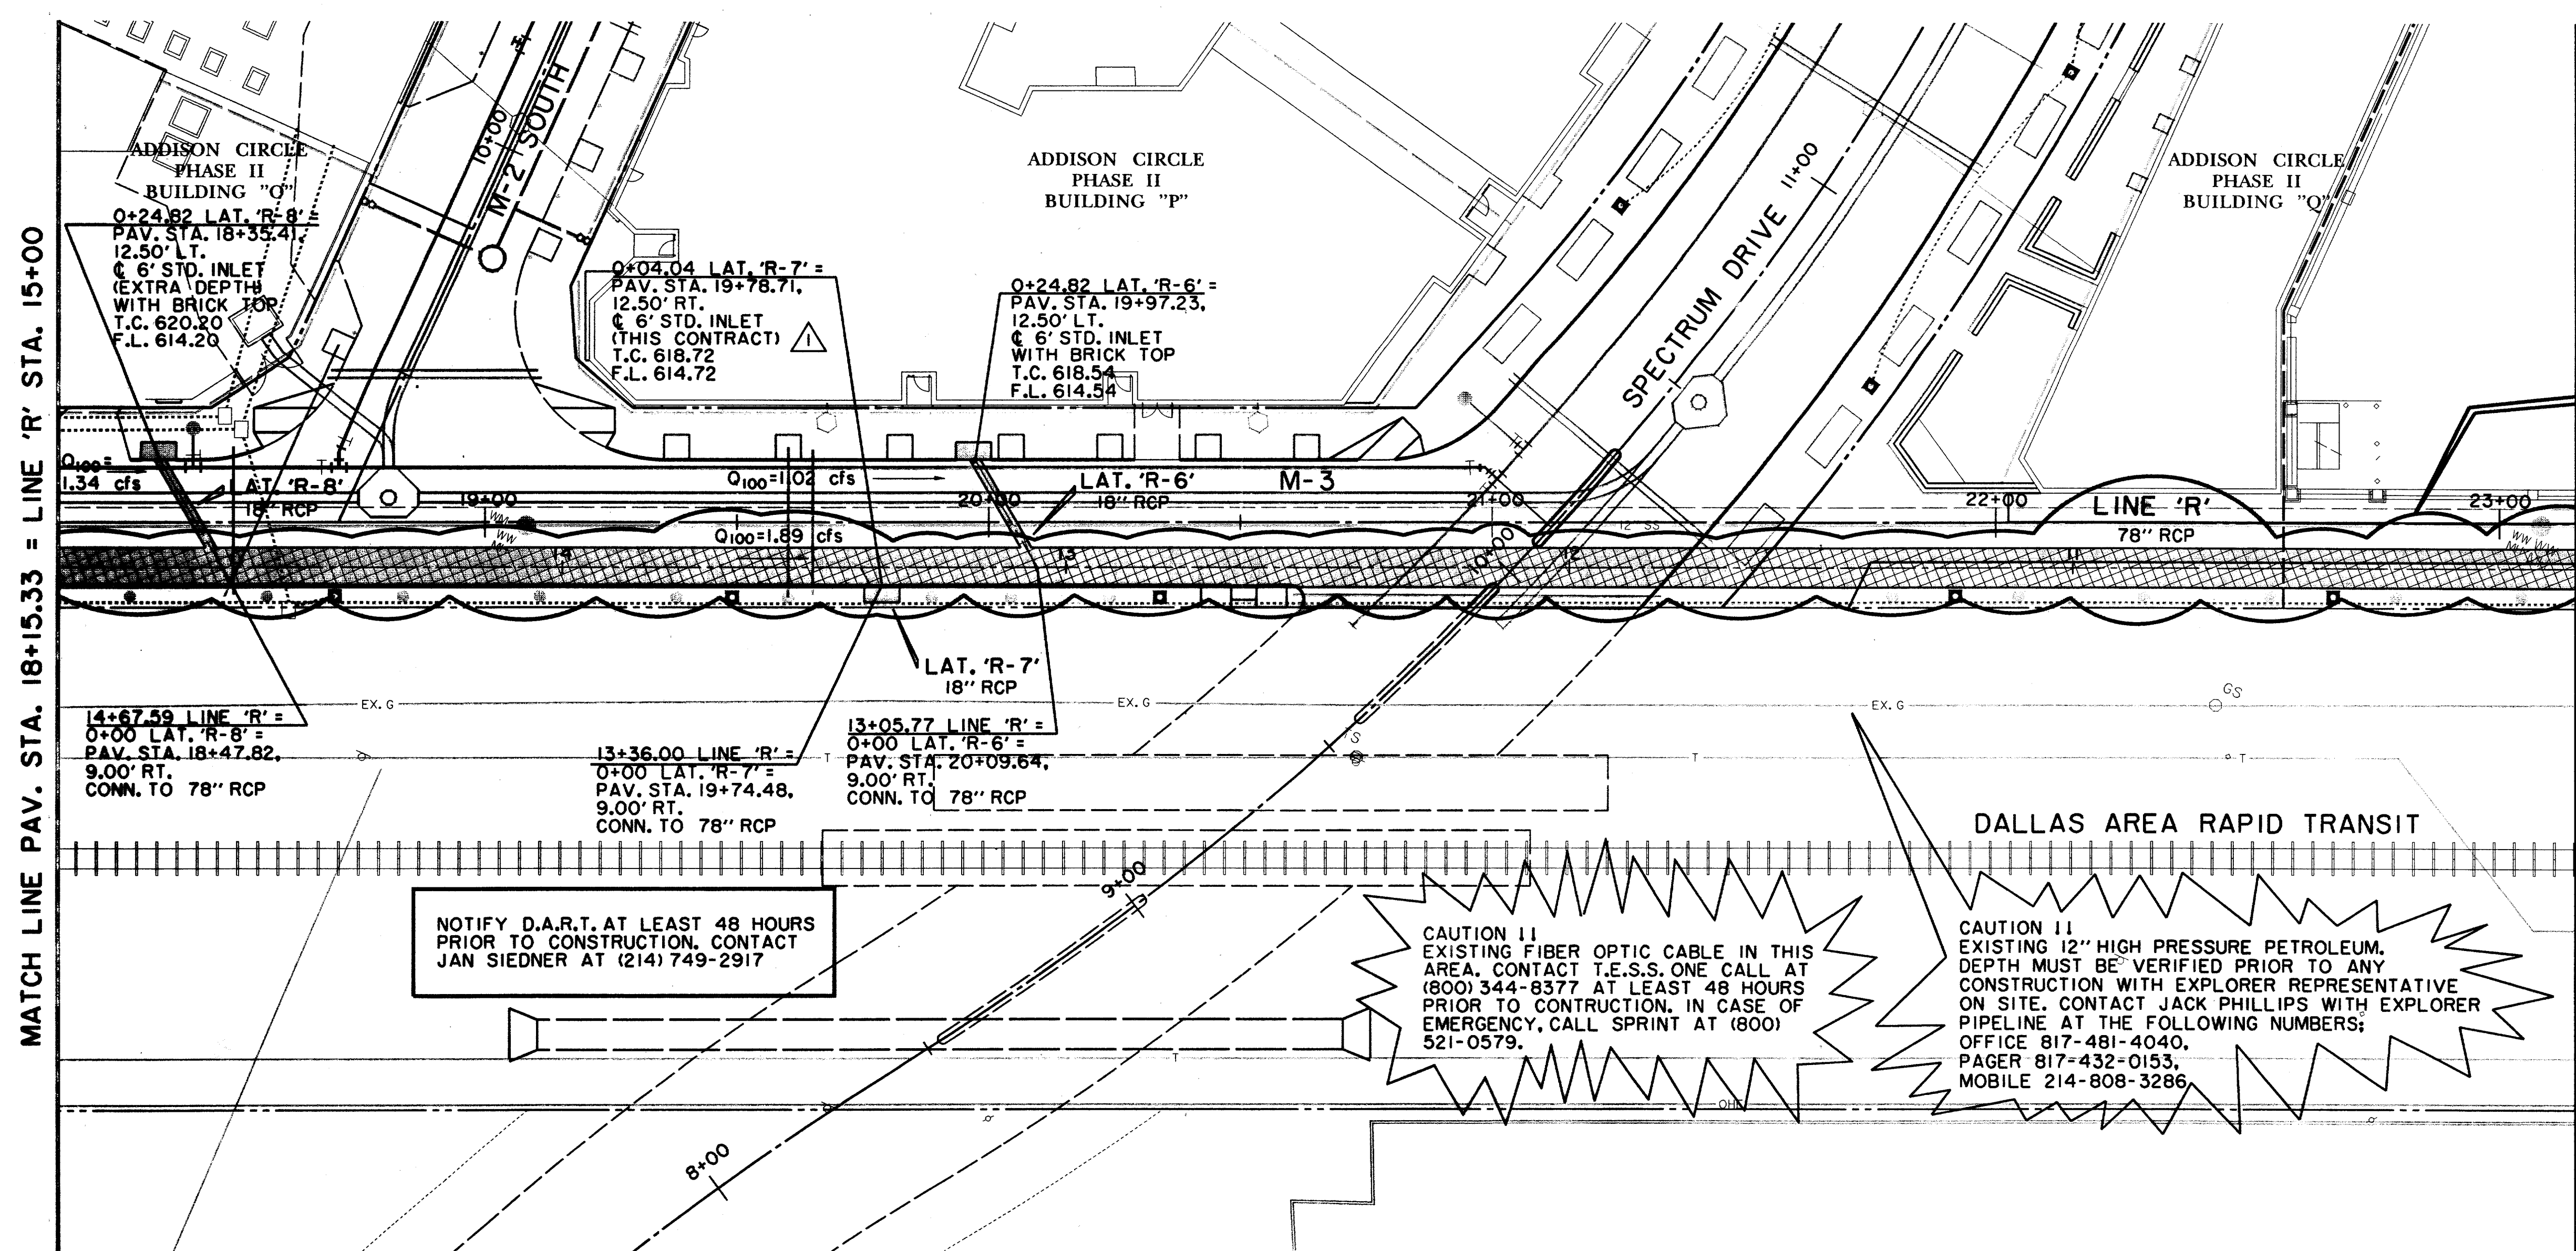 MATCH LINE PAV. STA. 18+15.33 = LINE 'R' STA. 15+00
ADDISON CIRCLE
PHASE II
BUILDING "O"
0+24.82 LAT. 'R-8' =
PAV. STA. 18+35.41,
12.50' LT.
℄ 6' STD. INLET
(EXTRA DEPTH)
WITH BRICK TOP
T.C. 620.20
F.L. 614.20
10+00
M-2 SOUTH
0+04.04 LAT. 'R-7' =
PAV. STA. 19+78.71,
12.50' RT.
℄ 6' STD. INLET
(THIS CONTRACT)
T.C. 618.72
F.L. 614.72
1
ADDISON CIRCLE
PHASE II
BUILDING "P"
0+24.82 LAT. 'R-6' =
PAV. STA. 19+97.23,
12.50' LT.
℄ 6' STD. INLET
WITH BRICK TOP
T.C. 618.54
F.L. 614.54
SPECTRUM DRIVE
11+00
ADDISON CIRCLE
PHASE II
BUILDING "Q"
Q100=
1.34 cfs
LAT. 'R-8'
18" RCP
19+00
Q100=1.02 cfs
Q100=1.89 cfs
20+00
LAT. 'R-6'
18" RCP
M-3
21+00
10+00
12" SS
22+00
LINE 'R'
78" RCP
23+00
14
13
12
11
LAT. 'R-7'
18" RCP
EX. G
EX. G
EX. G
GS
14+67.59 LINE 'R' =
0+00 LAT. 'R-8' =
PAV. STA. 18+47.82,
9.00' RT.
CONN. TO 78" RCP
13+36.00 LINE 'R' =
0+00 LAT. 'R-7' =
PAV. STA. 19+74.48,
9.00' RT.
CONN. TO 78" RCP
13+05.77 LINE 'R' =
0+00 LAT. 'R-6' =
PAV. STA. 20+09.64,
9.00' RT.
CONN. TO 78" RCP
T
T
T
DALLAS AREA RAPID TRANSIT
9+00
NOTIFY D.A.R.T. AT LEAST 48 HOURS
PRIOR TO CONSTRUCTION. CONTACT
JAN SIEDNER AT (214) 749-2917
CAUTION !!
EXISTING FIBER OPTIC CABLE IN THIS
AREA. CONTACT T.E.S.S. ONE CALL AT
(800) 344-8377 AT LEAST 48 HOURS
PRIOR TO CONTRUCTION. IN CASE OF
EMERGENCY, CALL SPRINT AT (800)
521-0579.
CAUTION !!
EXISTING 12" HIGH PRESSURE PETROLEUM.
DEPTH MUST BE VERIFIED PRIOR TO ANY
CONSTRUCTION WITH EXPLORER REPRESENTATIVE
ON SITE. CONTACT JACK PHILLIPS WITH EXPLORER
PIPELINE AT THE FOLLOWING NUMBERS;
OFFICE 817-481-4040,
PAGER 817-432-0153,
MOBILE 214-808-3286
T
OHE
8+00